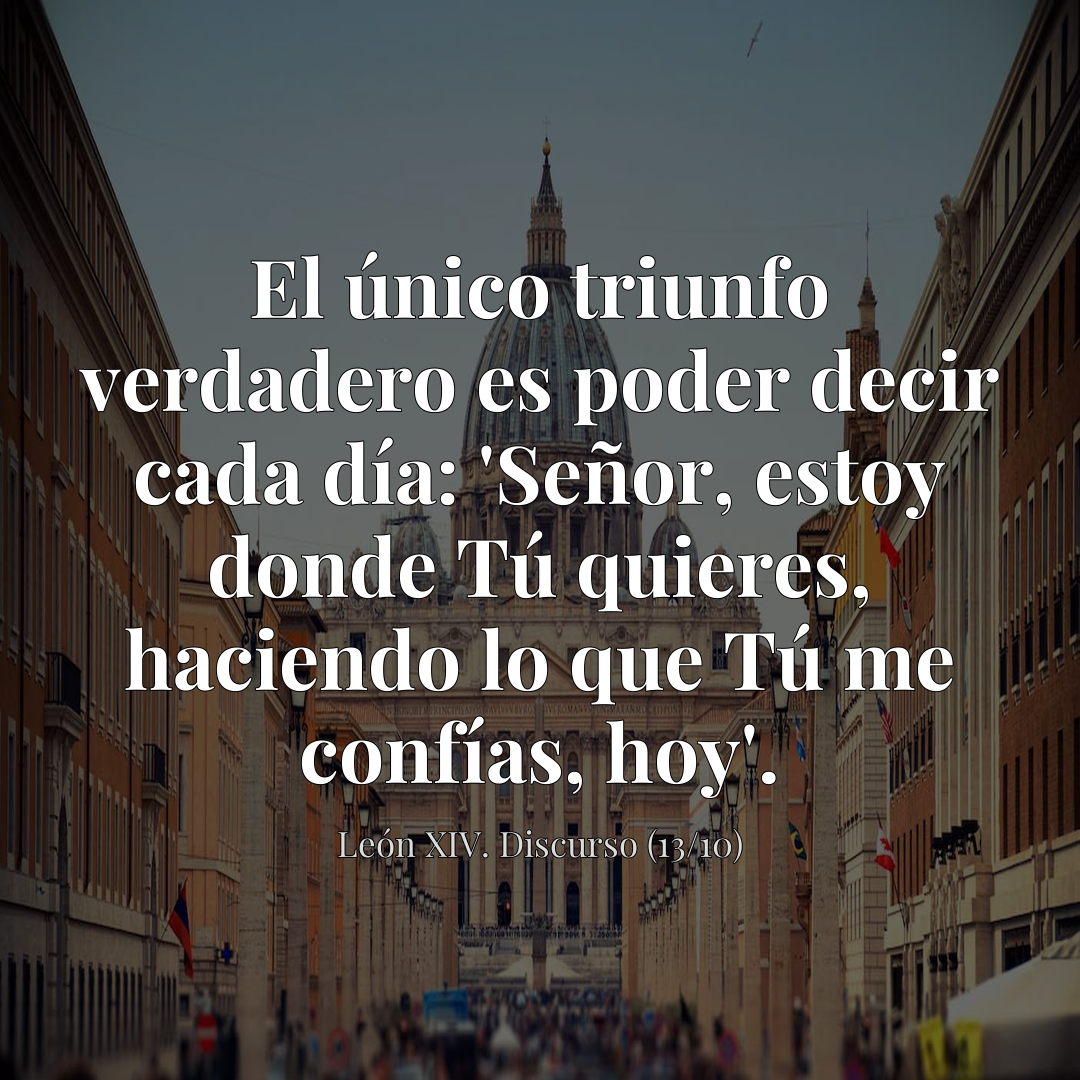 El único triunfo
verdadero es poder decir
cada día: 'Señor, estoy
donde Tú quieres,
haciendo lo que Tú me
confías, hoy'.
León XIV. Discurso (13/10)